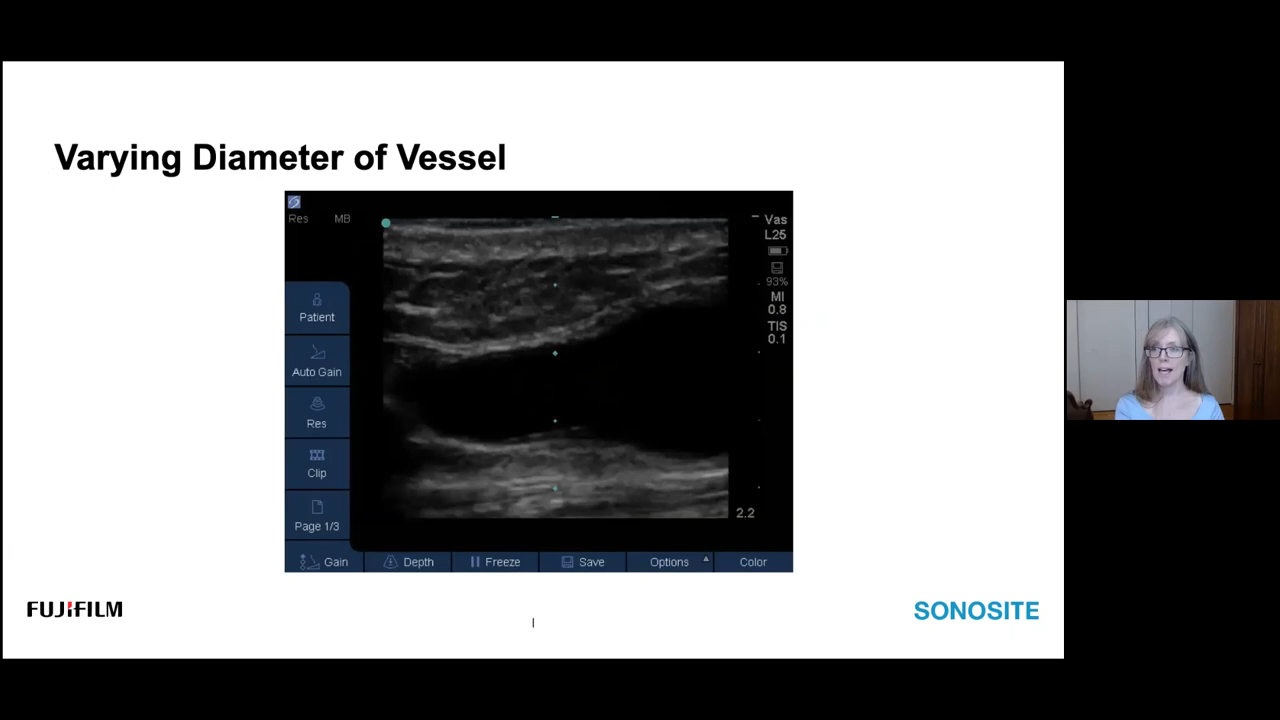 Varying Diameter of Vessel
Res MB
Vas
L25
93%
MI
0.8
TIS
0.1
Patient
Auto Gain
Res
Clip
Page 1/3
2.2
Gain Depth Freeze Save Options Color
FUJIFILM
SONOSITE